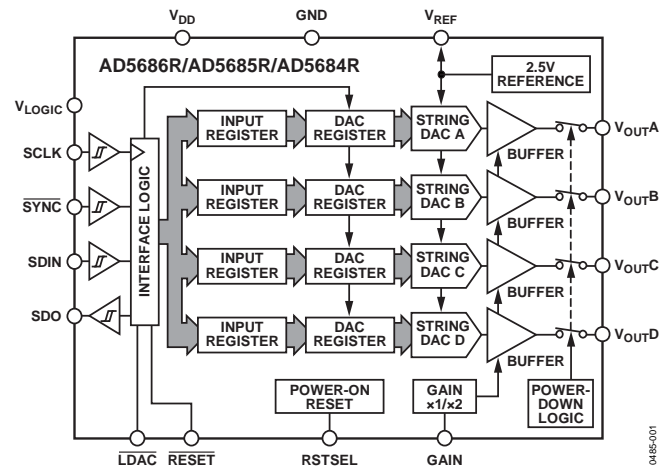 VDD
GND
VREF
AD5686R/AD5685R/AD5684R
2.5V
REFERENCE
VLOGIC
SCLK
SYNC
SDIN
SDO
INTERFACE LOGIC
INPUT
REGISTER
DAC
REGISTER
STRING
DAC A
BUFFER
VOUTA
INPUT
REGISTER
DAC
REGISTER
STRING
DAC B
BUFFER
VOUTB
INPUT
REGISTER
DAC
REGISTER
STRING
DAC C
BUFFER
VOUTC
INPUT
REGISTER
DAC
REGISTER
STRING
DAC D
BUFFER
VOUTD
POWER-ON
RESET
GAIN
×1/×2
POWER-
DOWN
LOGIC
LDAC
RESET
RSTSEL
GAIN
0485-001